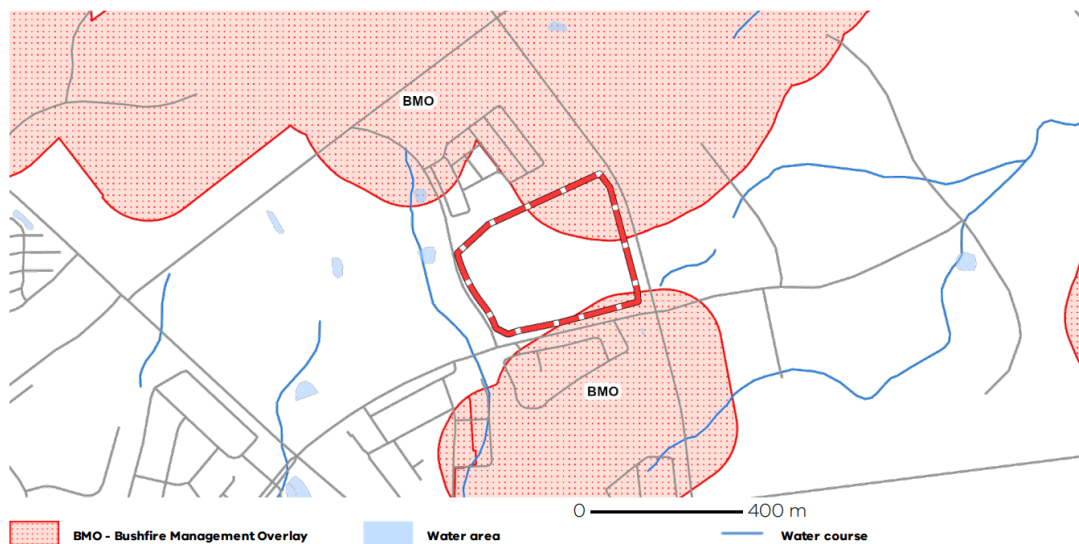 BMO
BMO
0 400 m
BMO - Bushfire Management Overlay
Water area
Water course